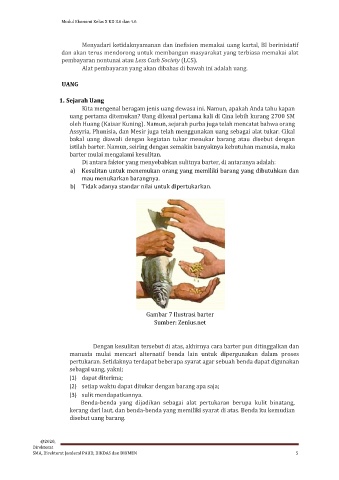 Modul Ekonomi Kelas X KD 3.6 dan 4.6
Menyadari ketidaknyamanan dan inefisien memakai uang kartal, BI berinisiatif
dan akan terus mendorong untuk membangun masyarakat yang terbiasa memakai alat
pembayaran nontunai atau Less Cash Society (LCS).
Alat pembayaran yang akan dibahas di bawah ini adalah uang.
UANG
1. Sejarah Uang
Kita mengenal beragam jenis uang dewasa ini. Namun, apakah Anda tahu kapan
uang pertama ditemukan? Uang dikenal pertama kali di Cina lebih kurang 2700 SM
oleh Huang (Kaisar Kuning). Namun, sejarah purba juga telah mencatat bahwa orang
Assyria, Phunisia, dan Mesir juga telah menggunakan uang sebagai alat tukar. Cikal
bakal uang diawali dengan kegiatan tukar menukar barang atau disebut dengan
istilah barter. Namun, seiring dengan semakin banyaknya kebutuhan manusia, maka
barter mulai mengalami kesulitan.
Di antara faktor yang menyebabkan sulitnya barter, di antaranya adalah:
a) Kesulitan untuk menemukan orang yang memiliki barang yang dibutuhkan dan
mau menukarkan barangnya.
b) Tidak adanya standar nilai untuk dipertukarkan.
Gambar 7 Ilustrasi barter
Sumber: Zenius.net
Dengan kesulitan tersebut di atas, akhirnya cara barter pun ditinggalkan dan
manusia mulai mencari alternatif benda lain untuk dipergunakan dalam proses
pertukaran. Setidaknya terdapat beberapa syarat agar sebuah benda dapat digunakan
sebagai uang, yakni;
(1) dapat diterima;
(2) setiap waktu dapat ditukar dengan barang apa saja;
(3) sulit mendapatkannya.
Benda-benda yang dijadikan sebagai alat pertukaran berupa kulit binatang,
kerang dari laut, dan benda-benda yang memiliki syarat di atas. Benda itu kemudian
disebut uang barang.
@2020,
Direktorat
SMA, Direktorat Jenderal PAUD, DIKDAS dan DIKMEN 5